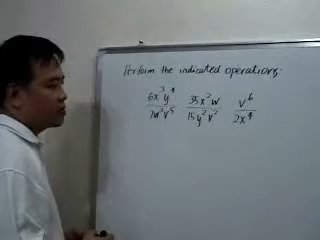 Perform the indicated operations.
6x³y⁴ 35x²w v⁶
7w²v⁵ 15y²v² 2x⁴